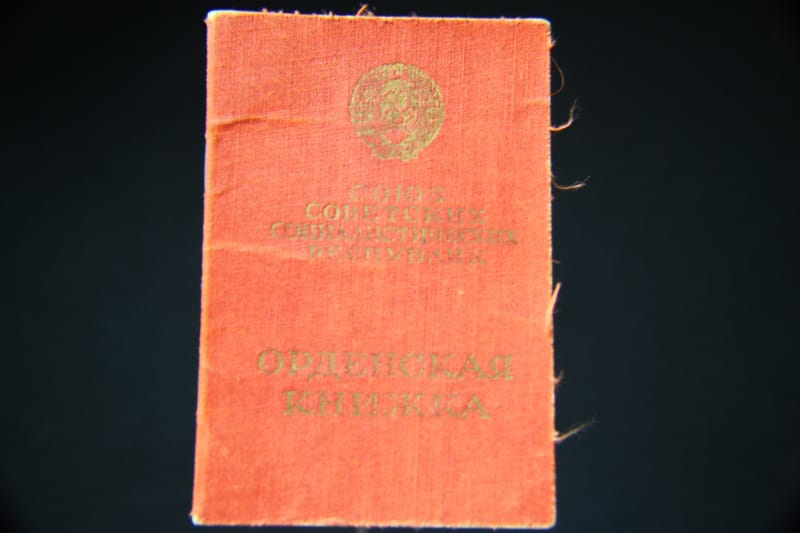 СОЮЗ
СОВЕТСКИХ
СОЦИАЛИСТИЧЕСКИХ
РЕСПУБЛИК
ОРДЕНСКАЯ
КНИЖКА